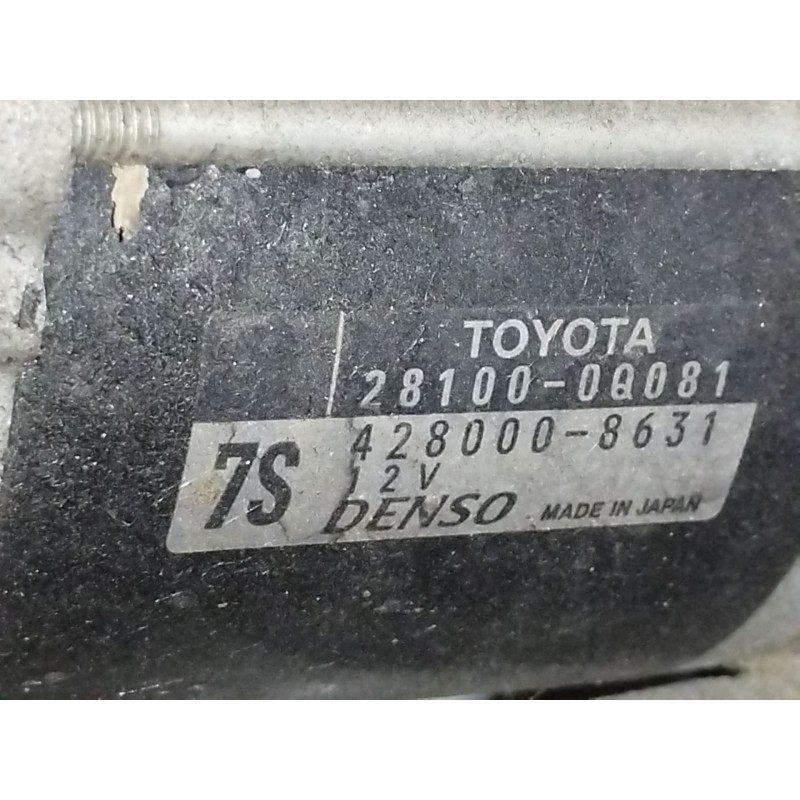 TOYOTA
28100-0Q081
7S 428000-8631
12V
DENSO MADE IN JAPAN